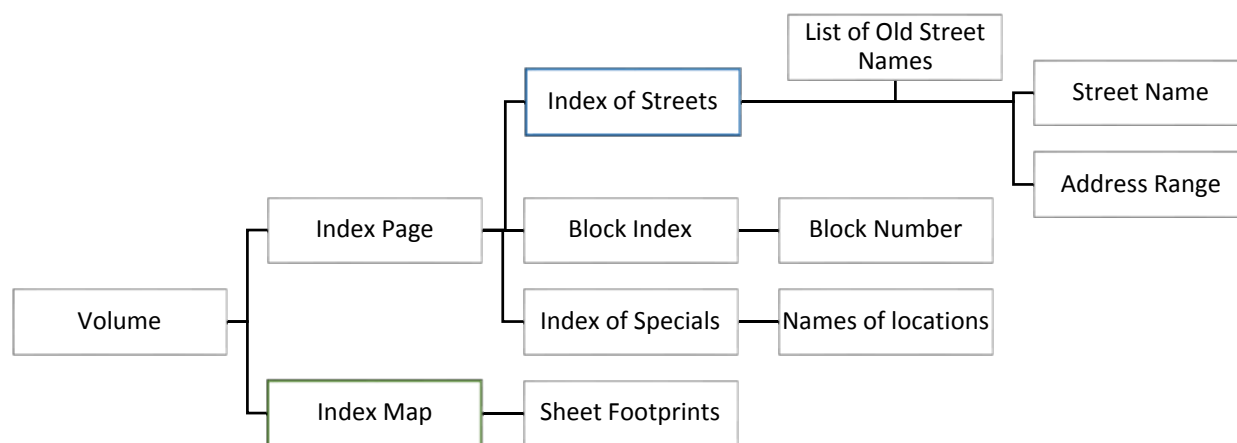 List of Old Street
Names
Index of Streets
Street Name
Address Range
Index Page
Block Index
Block Number
Volume
Index of Specials
Names of locations
Index Map
Sheet Footprints